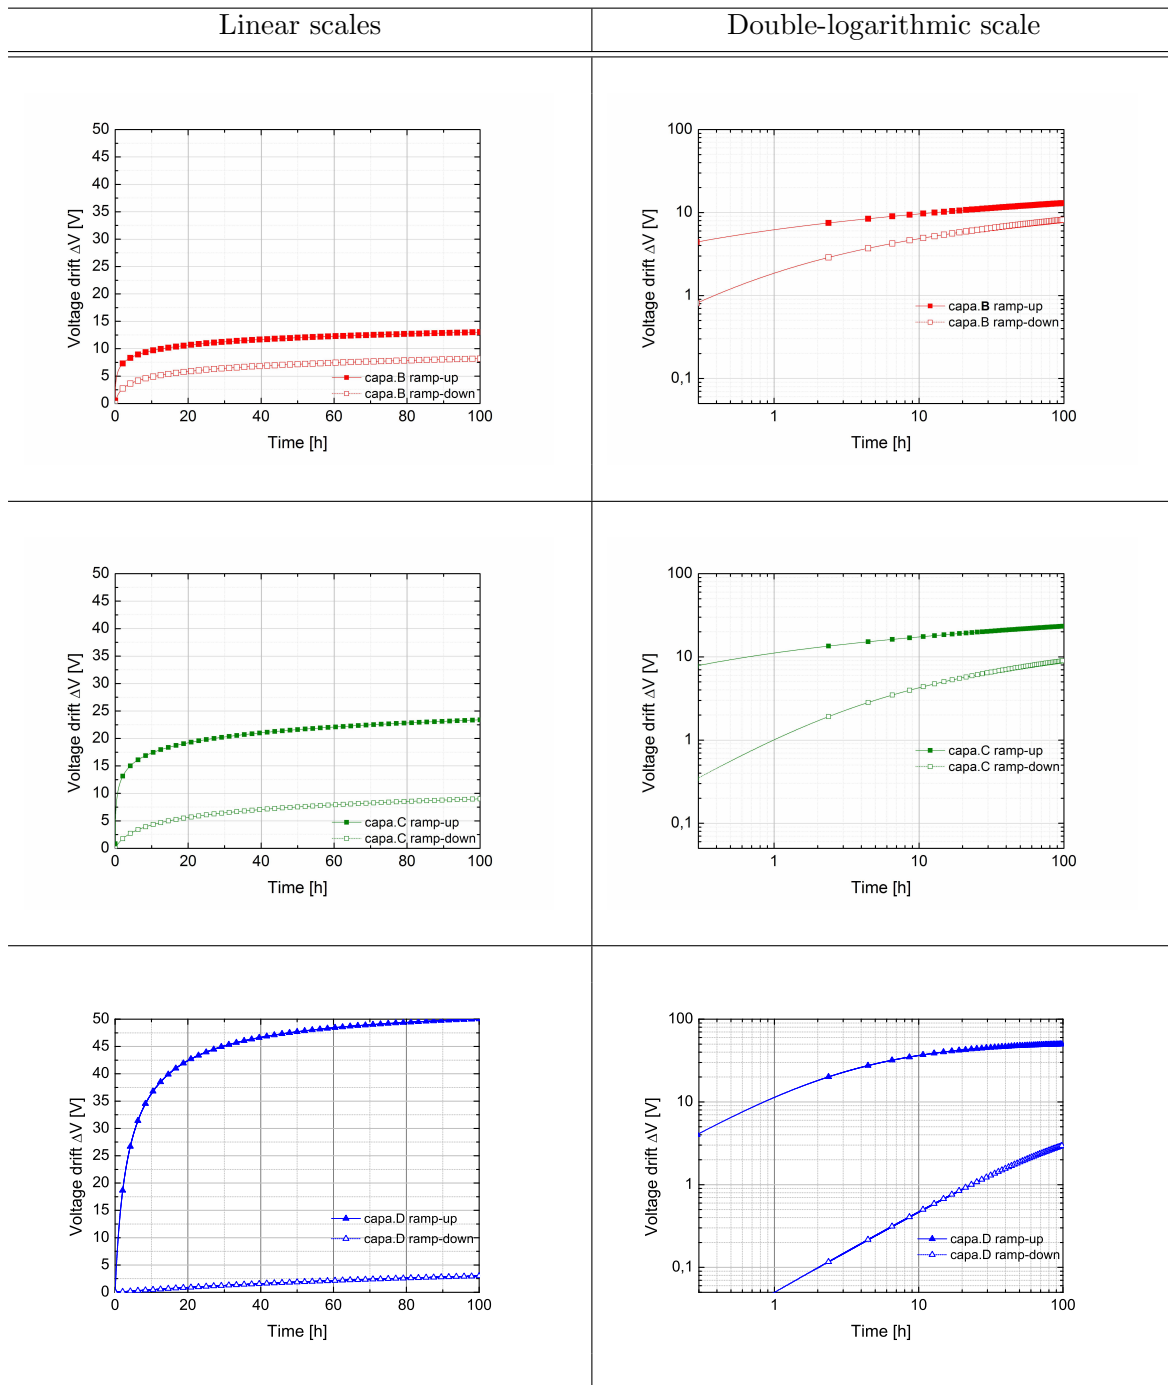 Linear scales
Double-logarithmic scale
50
45
40
35
30
25
20
15
10
5
0
Voltage drift ΔV [V]
capa.B ramp-up
capa.B ramp-down
0 20 40 60 80 100
Time [h]
100
10
1
0,1
Voltage drift ΔV [V]
capa.B ramp-up
capa.B ramp-down
1 10 100
Time [h]
50
45
40
35
30
25
20
15
10
5
0
Voltage drift ΔV [V]
capa.C ramp-up
capa.C ramp-down
0 20 40 60 80 100
Time [h]
100
10
1
0,1
Voltage drift ΔV [V]
capa.C ramp-up
capa.C ramp-down
1 10 100
Time [h]
50
45
40
35
30
25
20
15
10
5
0
Voltage drift ΔV [V]
capa.D ramp-up
capa.D ramp-down
0 20 40 60 80 100
Time [h]
100
10
1
0,1
Voltage drift ΔV [V]
capa.D ramp-up
capa.D ramp-down
1 10 100
Time [h]